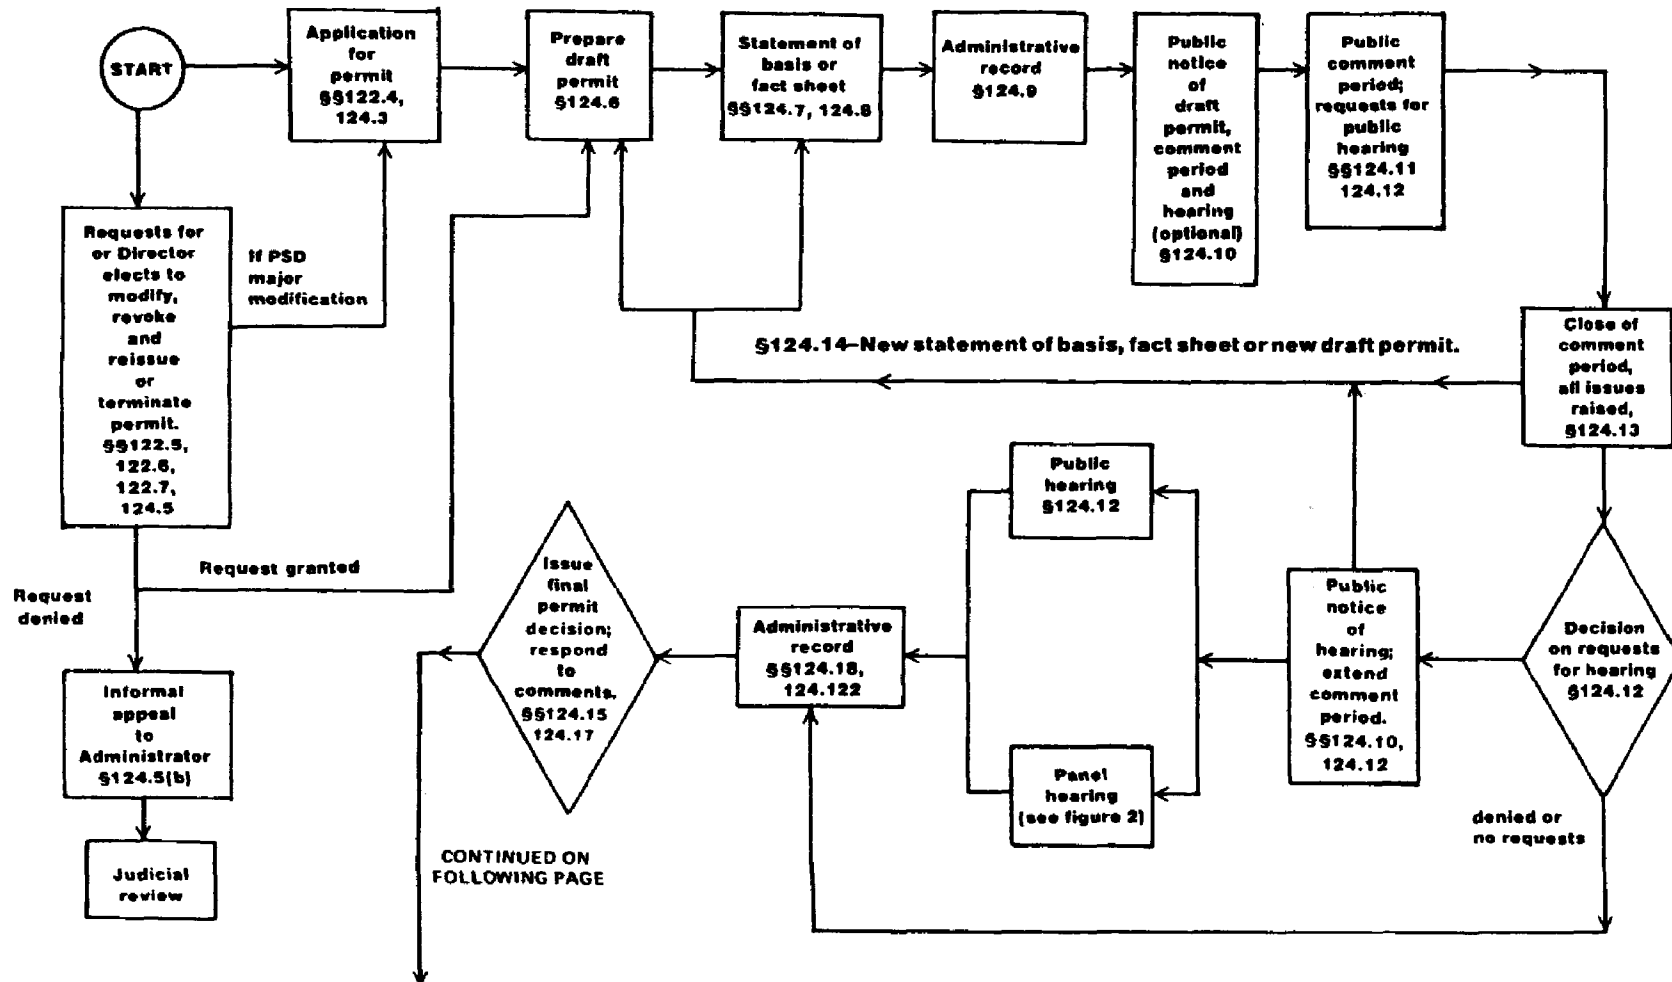 START
Application
for
permit
§§122.4,
124.3
Prepare
draft
permit
§124.6
Statement of
basis or
fact sheet
§§124.7, 124.8
Administrative
record
§124.9
Public
notice
of
draft
permit,
comment
period
and
hearing
(optional)
§124.10
Public
comment
period;
requests for
public
hearing
§§124.11
124.12
Requests for
or Director
elects to
modify,
revoke
and
reissue
or
terminate
permit.
§§122.5,
122.6,
122.7,
124.5
If PSD
major
modification
§124.14–New statement of basis, fact sheet or new draft permit.
Close of
comment
period,
all issues
raised,
§124.13
Public
hearing
§124.12
Request granted
Request
denied
Issue
final
permit
decision;
respond
to
comments.
§§124.15
124.17
Administrative
record
§§124.18,
124.122
Public
notice
of
hearing;
extend
comment
period.
§§124.10,
124.12
Decision
on requests
for hearing
§124.12
Informal
appeal
to
Administrator
§124.5(b)
Panel
hearing
(see figure 2)
denied or
no requests
Judicial
review
CONTINUED ON
FOLLOWING PAGE